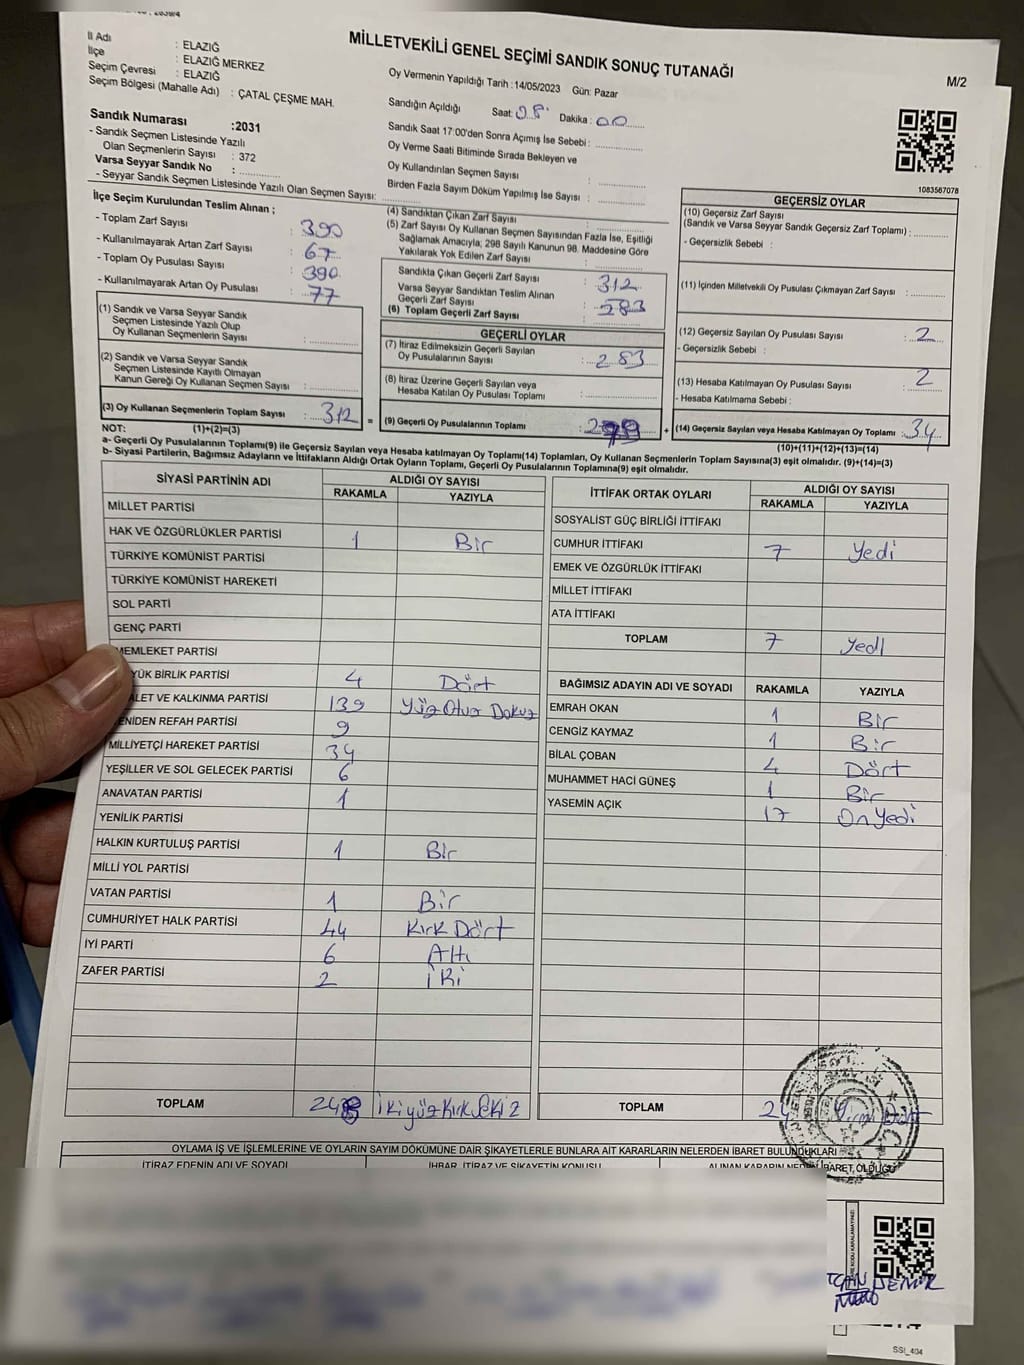 MİLLETVEKİLİ GENEL SEÇİMİ SANDIK SONUÇ TUTANAĞI
M/2
İl Adı : ELAZIĞ
İlçe : ELAZIĞ MERKEZ
Seçim Çevresi : ELAZIĞ
Seçim Bölgesi (Mahalle Adı) : ÇATAL ÇEŞME MAH.
Sandık Numarası :2031
- Sandık Seçmen Listesinde Yazılı
Olan Seçmenlerin Sayısı : 372
Varsa Seyyar Sandık No :
- Seyyar Sandık Seçmen Listesinde Yazılı Olan Seçmen Sayısı:
Oy Vermenin Yapıldığı Tarih :14/05/2023 Gün: Pazar
Sandığın Açıldığı Saat: 08 Dakika : 00
Sandık Saat 17:00'den Sonra Açımış İse Sebebi :
Oy Verme Saati Bitiminde Sırada Bekleyen ve
Oy Kullandırılan Seçmen Sayısı :
Birden Fazla Sayım Döküm Yapılmış İse Sayısı :
1083567078
İlçe Seçim Kurulundan Teslim Alınan ;
- Toplam Zarf Sayısı : 390
- Kullanılmayarak Artan Zarf Sayısı : 67
- Toplam Oy Pusulası Sayısı : 390
- Kullanılmayarak Artan Oy Pusulası : 77
(1) Sandık ve Varsa Seyyar Sandık
Seçmen Listesinde Yazılı Olup
Oy Kullanan Seçmenlerin Sayısı :
(2) Sandık ve Varsa Seyyar Sandık
Seçmen Listesinde Kayıtlı Olmayan
Kanun Gereği Oy Kullanan Seçmen Sayısı :
(3) Oy Kullanan Seçmenlerin Toplam Sayısı : 312 =
(4) Sandıktan Çıkan Zarf Sayısı :
(5) Zarf Sayısı Oy Kullanan Seçmen Sayısından Fazla İse, Eşitliği
Sağlamak Amacıyla; 298 Sayılı Kanunun 98. Maddesine Göre
Yakılarak Yok Edilen Zarf Sayısı :
Sandıkta Çıkan Geçerli Zarf Sayısı : 312
Varsa Seyyar Sandıktan Teslim Alınan
Geçerli Zarf Sayısı :
(6) Toplam Geçerli Zarf Sayısı : 583
GEÇERLİ OYLAR
(7) İtiraz Edilmeksizin Geçerli Sayılan
Oy Pusulalarının Sayısı : 283
(8) İtiraz Üzerine Geçerli Sayılan veya
Hesaba Katılan Oy Pusulası Toplamı :
(9) Geçerli Oy Pusulalarının Toplamı : +
GEÇERSİZ OYLAR
(10) Geçersiz Zarf Sayısı
(Sandık ve Varsa Seyyar Sandık Geçersiz Zarf Toplamı) :
- Geçersizlik Sebebi :
(11) İçinden Milletvekili Oy Pusulası Çıkmayan Zarf Sayısı :
(12) Geçersiz Sayılan Oy Pusulası Sayısı : 2
- Geçersizlik Sebebi :
(13) Hesaba Katılmayan Oy Pusulası Sayısı : 2
- Hesaba Katılmama Sebebi :
(14) Geçersiz Sayılan veya Hesaba Katılmayan Oy Toplamı : 34
NOT: (1)+(2)=(3)
(10)+(11)+(12)+(13)=(14)
a- Geçerli Oy Pusulalarının Toplamı(9) ile Geçersiz Sayılan veya Hesaba katılmayan Oy Toplamı(14) Toplamları, Oy Kullanan Seçmenlerin Toplam Sayısına(3) eşit olmalıdır. (9)+(14)=(3)
b- Siyasi Partilerin, Bağımsız Adayların ve İttifakların Aldığı Ortak Oyların Toplamı, Geçerli Oy Pusulalarının Toplamına(9) eşit olmalıdır.
SİYASİ PARTİNİN ADI ALDIĞI OY SAYISI
RAKAMLA YAZIYLA
MİLLET PARTİSİ
HAK VE ÖZGÜRLÜKLER PARTİSİ 1 Bir
TÜRKİYE KOMÜNİST PARTİSİ
TÜRKİYE KOMÜNİST HAREKETİ
SOL PARTİ
GENÇ PARTİ
MEMLEKET PARTİSİ
YÜK BİRLİK PARTİSİ 4 Dört
ALET VE KALKINMA PARTİSİ 139 Yüz Otuz Dokuz
ENİDEN REFAH PARTİSİ 9
MİLLİYETÇİ HAREKET PARTİSİ 34
YEŞİLLER VE SOL GELECEK PARTİSİ 6
ANAVATAN PARTİSİ 1
YENİLİK PARTİSİ
HALKIN KURTULUŞ PARTİSİ 1 Bir
MİLLİ YOL PARTİSİ
VATAN PARTİSİ 1 Bir
CUMHURİYET HALK PARTİSİ 44 Kırk Dört
İYİ PARTİ 6 Altı
ZAFER PARTİSİ 2 İki
TOPLAM 248 İkiyüz Kırk Sekiz
İTTİFAK ORTAK OYLARI ALDIĞI OY SAYISI
RAKAMLA YAZIYLA
SOSYALİST GÜÇ BİRLİĞİ İTTİFAKI
CUMHUR İTTİFAKI 7 Yedi
EMEK VE ÖZGÜRLÜK İTTİFAKI
MİLLET İTTİFAKI
ATA İTTİFAKI
TOPLAM 7 Yedi
BAĞIMSIZ ADAYIN ADI VE SOYADI RAKAMLA YAZIYLA
EMRAH OKAN 1 Bir
CENGİZ KAYMAZ 1 Bir
BİLAL ÇOBAN 4 Dört
MUHAMMET HACİ GÜNEŞ 1 Bir
YASEMİN AÇIK 17 On Yedi
TOPLAM 24 Yirmi Dört
OYLAMA İŞ VE İŞLEMLERİNE VE OYLARIN SAYIM DÖKÜMÜNE DAİR ŞİKAYETLERLE BUNLARA AİT KARARLARIN NELERDEN İBARET BULUNDUKLARI
İTİRAZ EDENİN ADI VE SOYADI İHBAR, İTİRAZ VE ŞİKAYETİN KONUSU ALINAN KARARIN NEDEN İBARET OLDUĞU
SSİ_404